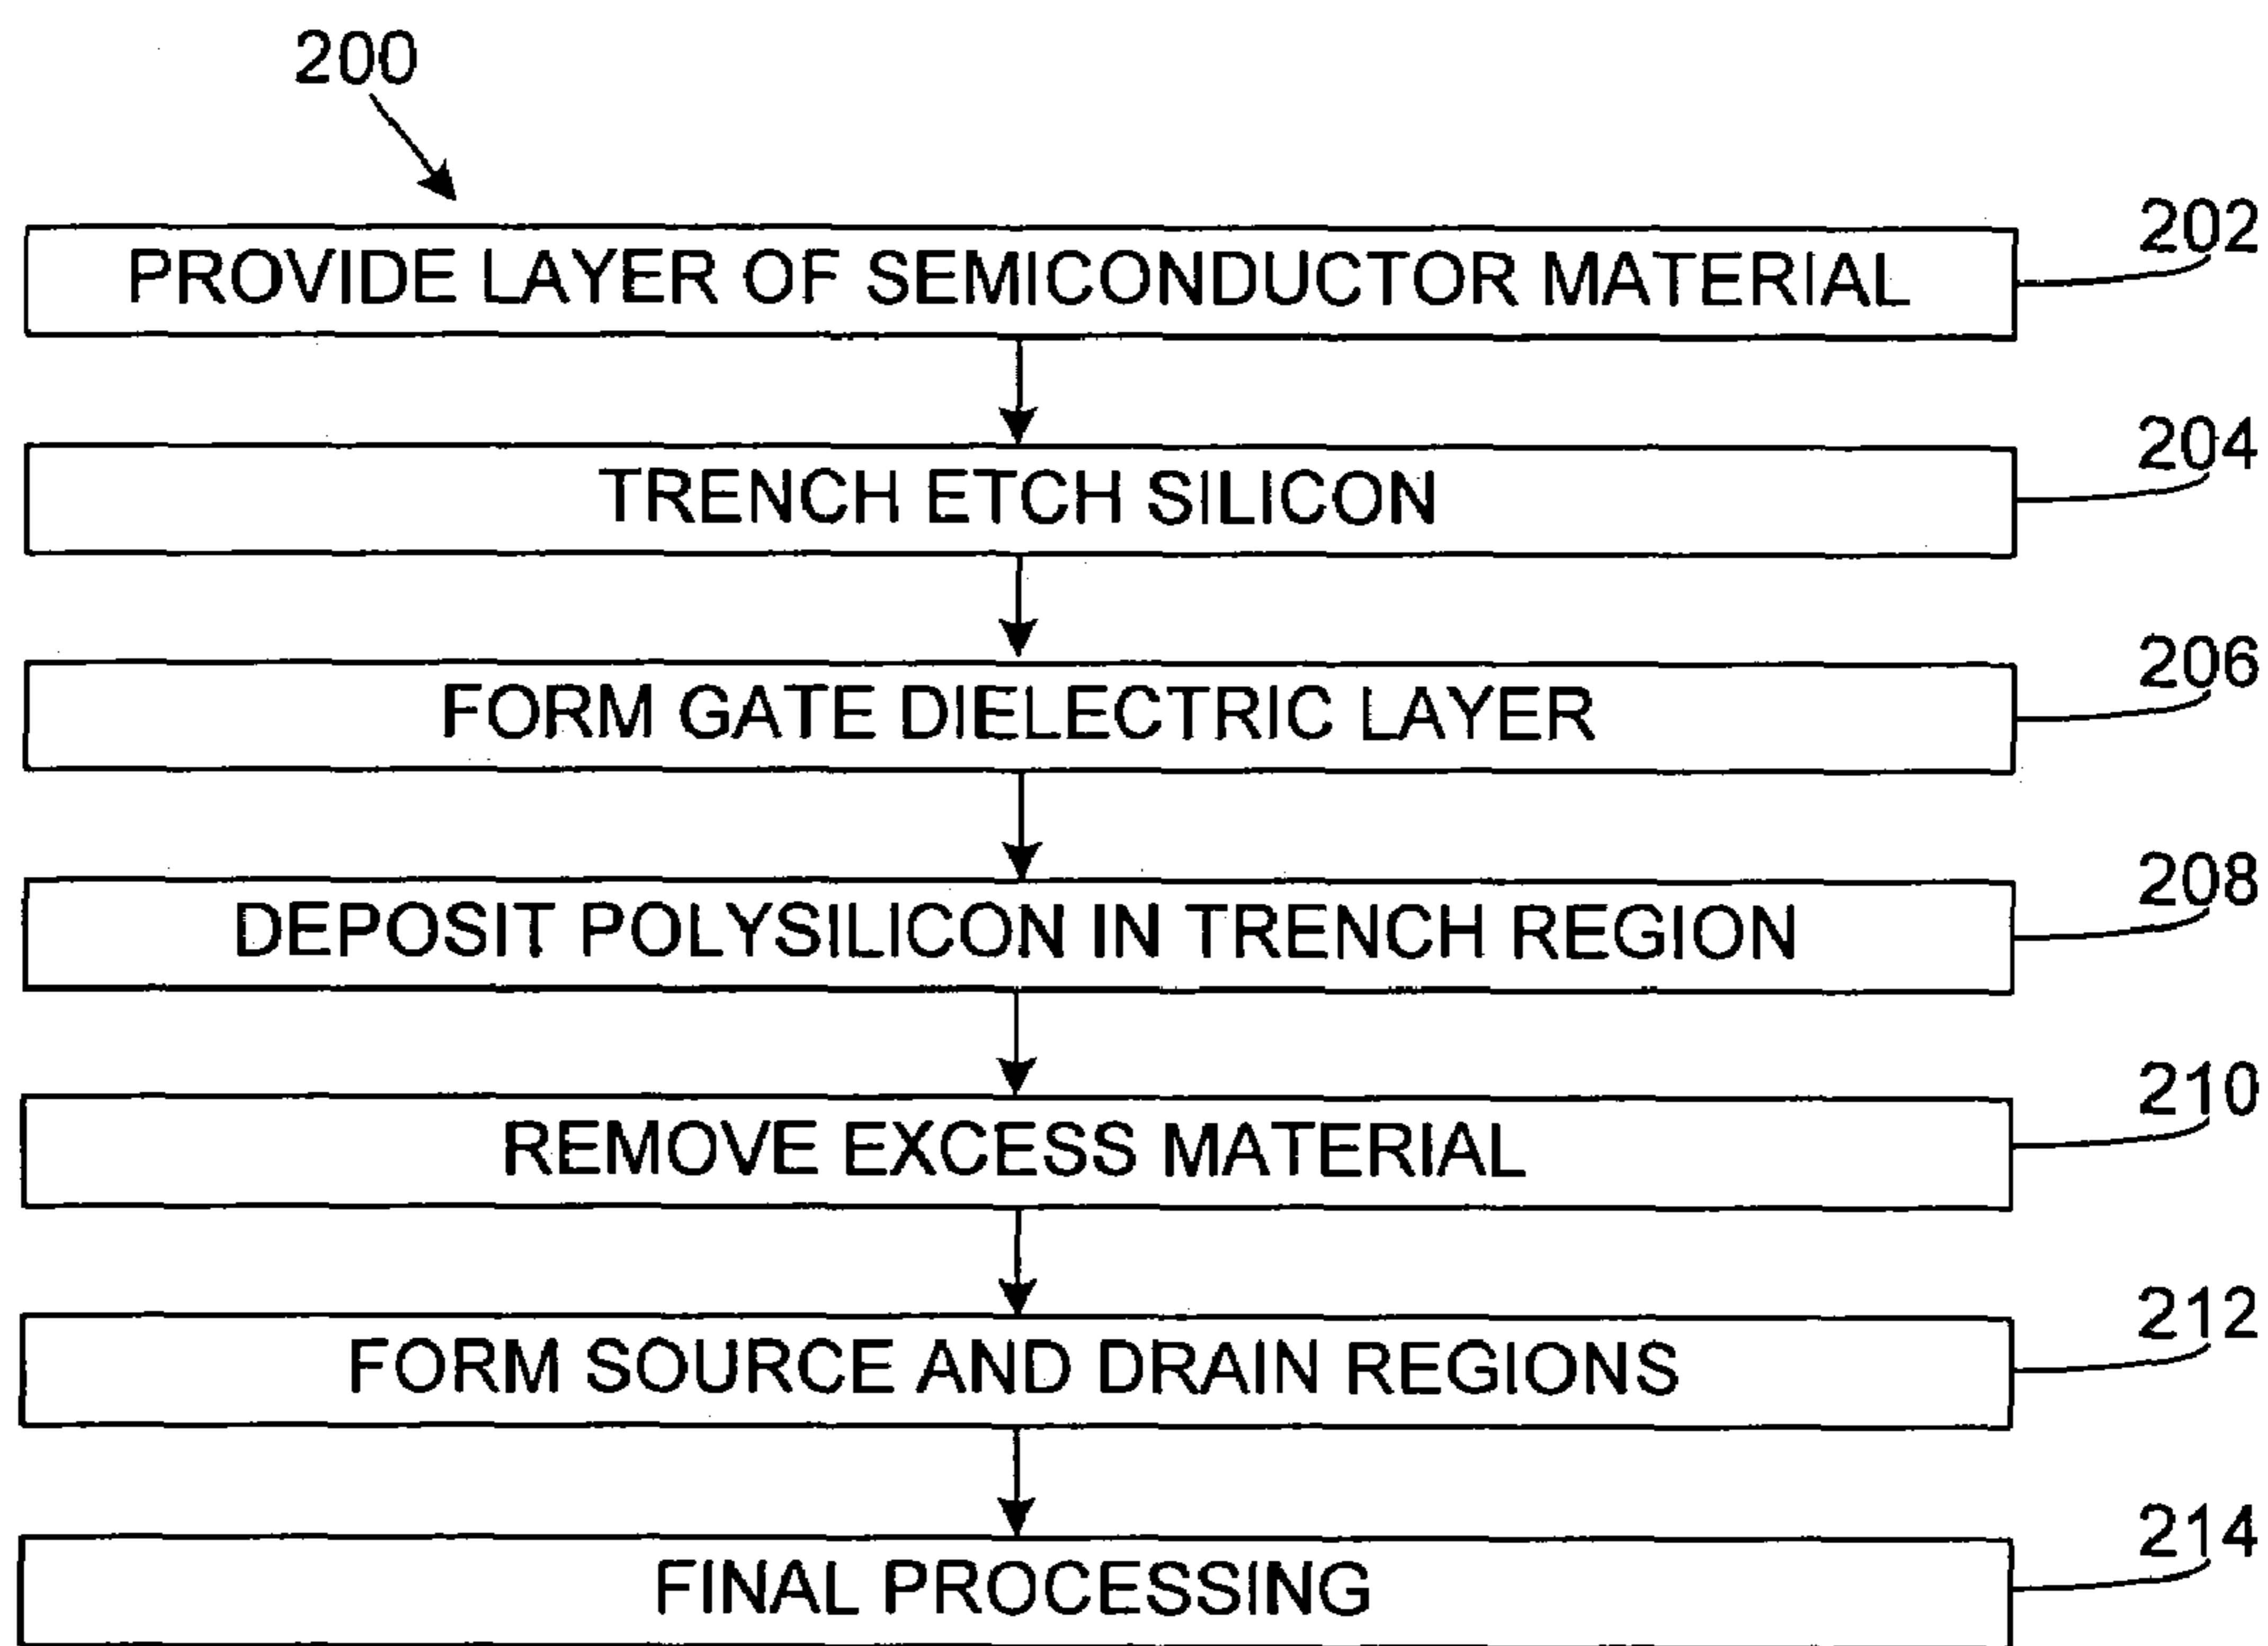 200
PROVIDE LAYER OF SEMICONDUCTOR MATERIAL
202
TRENCH ETCH SILICON
204
FORM GATE DIELECTRIC LAYER
206
DEPOSIT POLYSILICON IN TRENCH REGION
208
REMOVE EXCESS MATERIAL
210
FORM SOURCE AND DRAIN REGIONS
212
FINAL PROCESSING
214